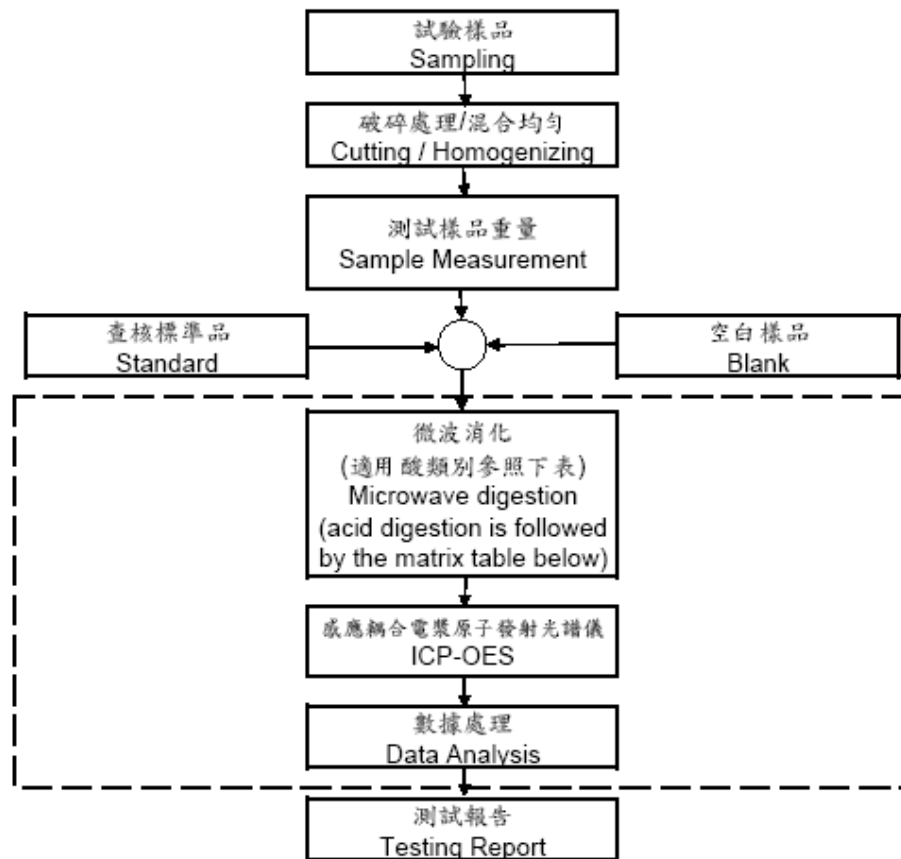 試驗樣品
Sampling
破碎處理/混合均勻
Cutting / Homogenizing
測試樣品重量
Sample Measurement
查核標準品
Standard
空白樣品
Blank
微波消化
(適用酸類別參照下表)
Microwave digestion
(acid digestion is followed
by the matrix table below)
感應耦合電漿原子發射光譜儀
ICP-OES
數據處理
Data Analysis
測試報告
Testing Report